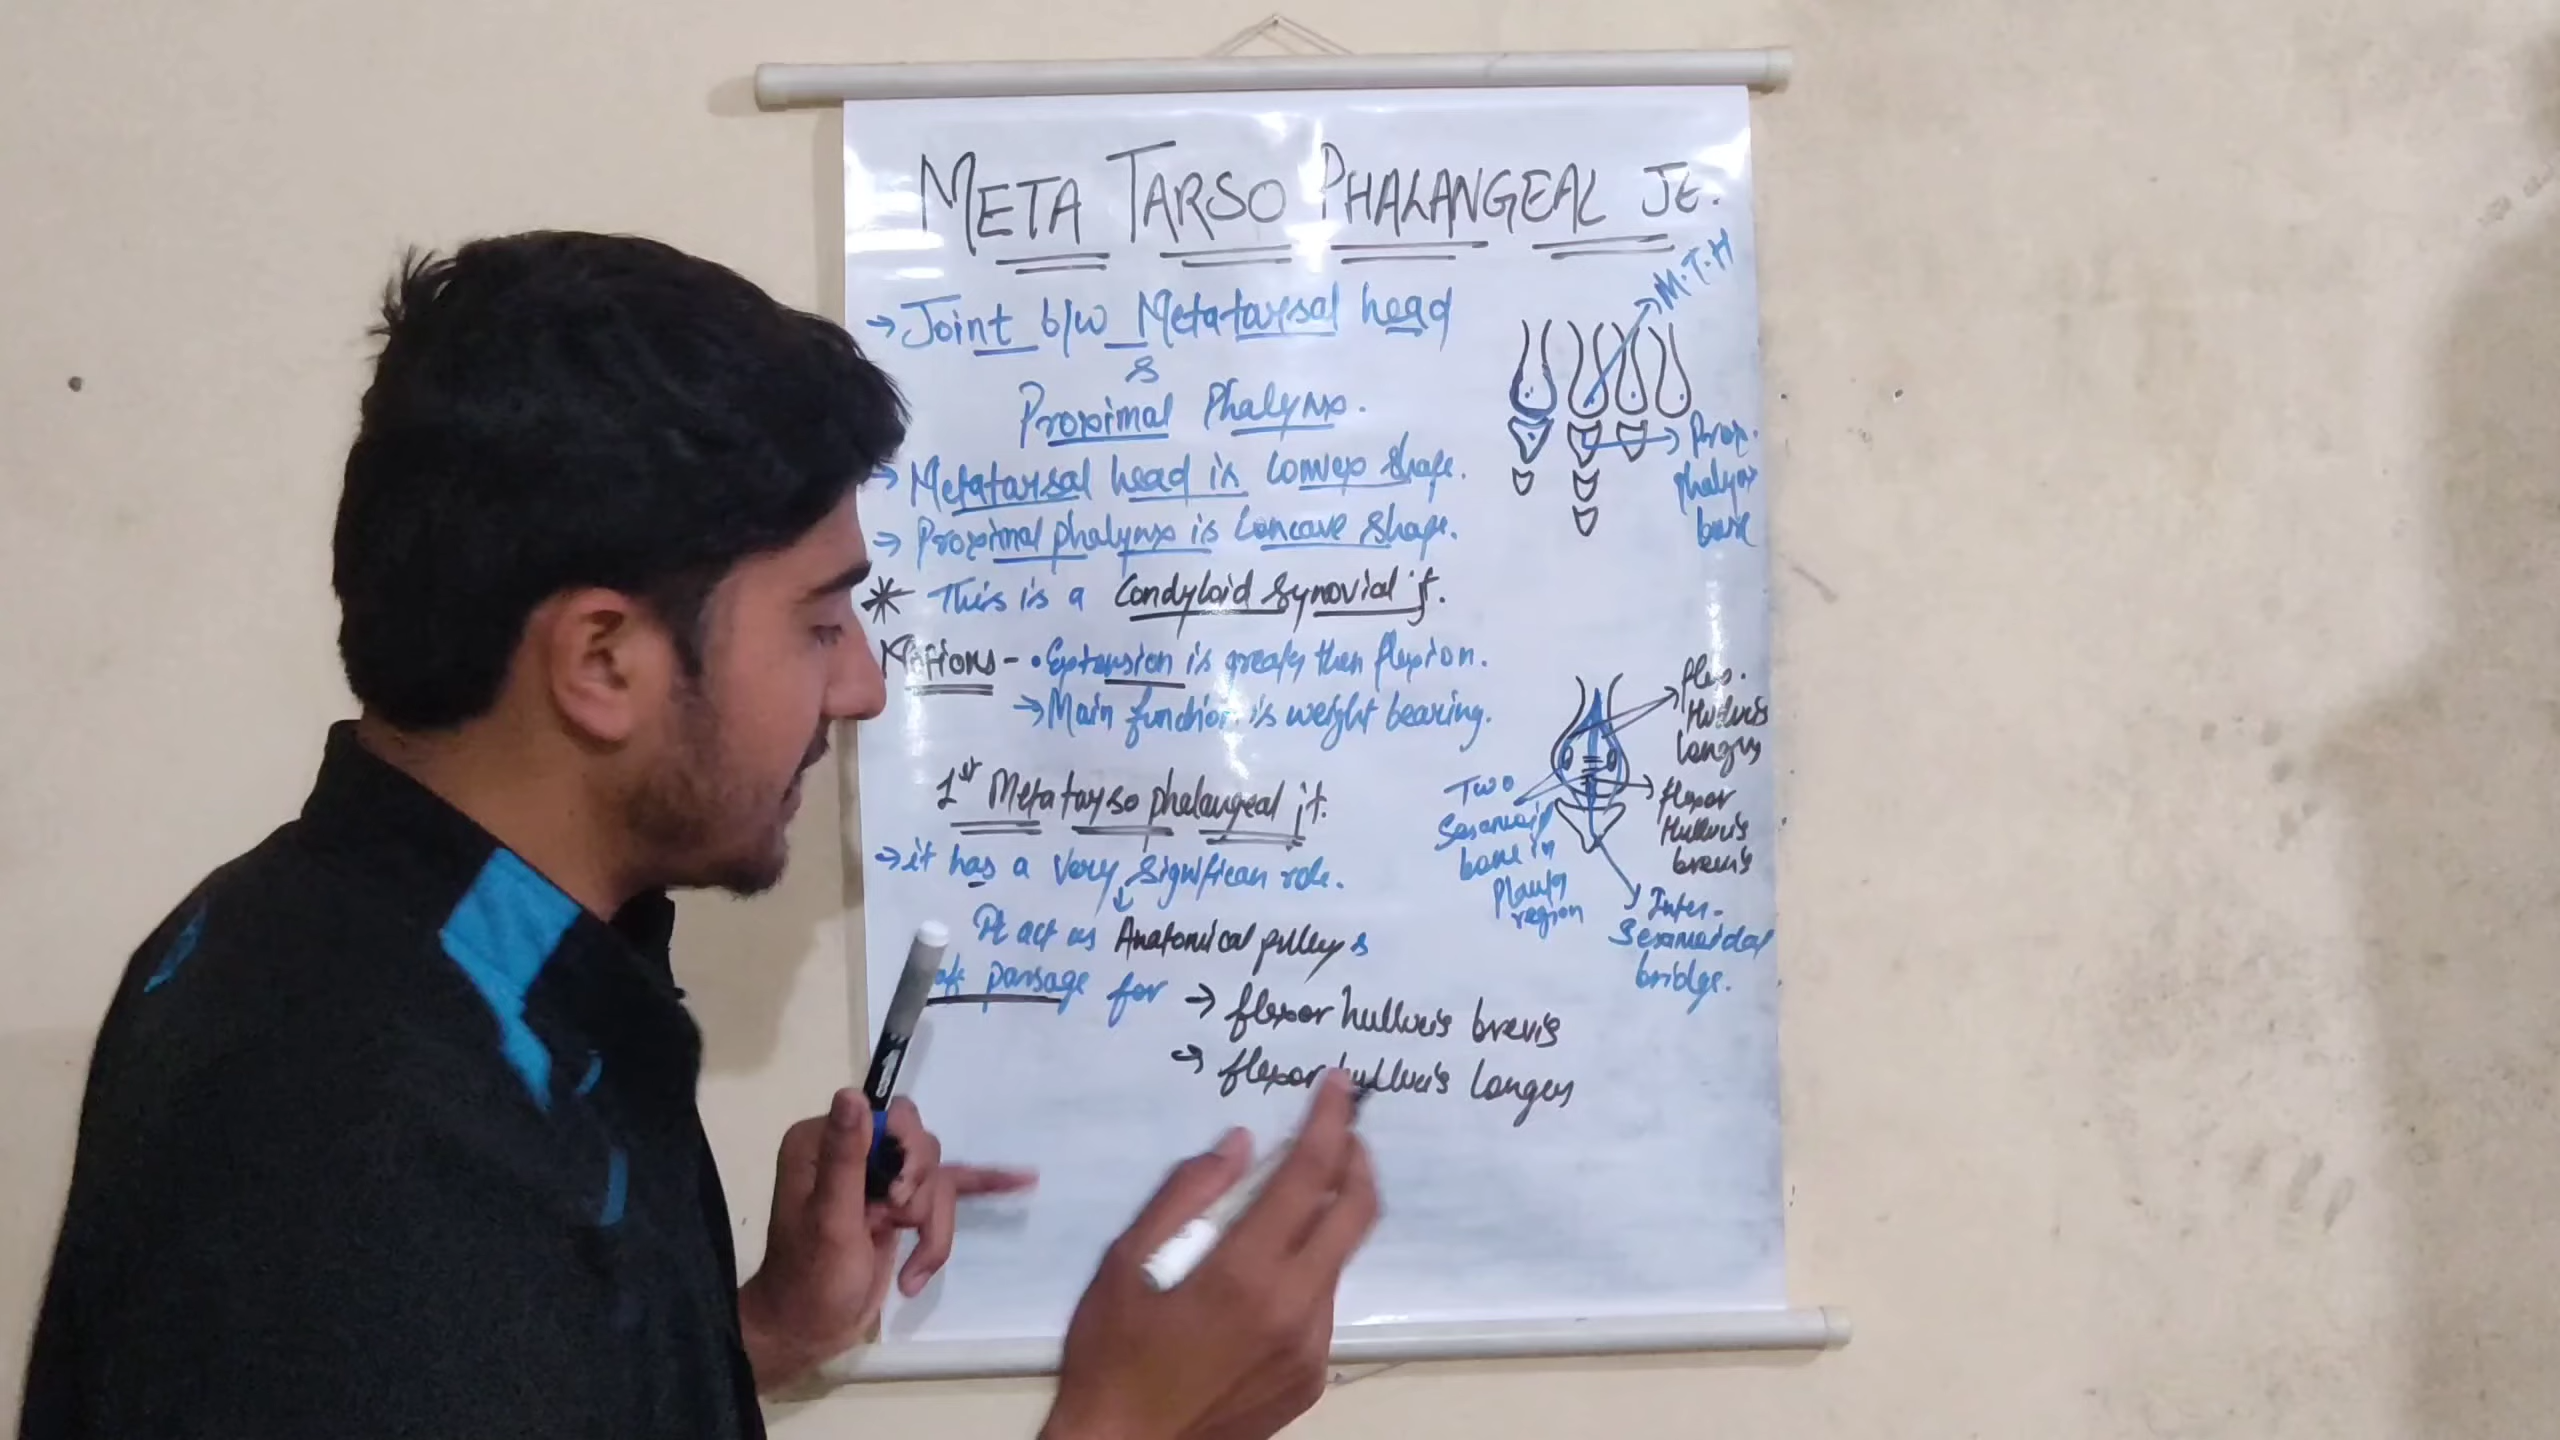 META TARSO PHALANGEAL Jt.
→ Joint b/w Metatarsal head
&
Proximal Phalynx.
→ Metatarsal head is convex shape.
→ Proximal phalynx is concave shape.
* This is a Condyloid Synovial jt.
Motions - • Extension is greaty then flexion.
→ Main function is weight bearing.
1st Metatarso phalangeal jt.
→ it has a very significan role.
It act as Anatomical pulley &
passage for → flexor hullucis brevis
→ flexor hullucis longus
M.T.H
Prox.
phalynx
base
flex.
Hullucis
longus
flexor
Hullucis
brevis
Two
Sesamoid
bone in
Planty
region
Inter-
Sesamoidal
bridge.